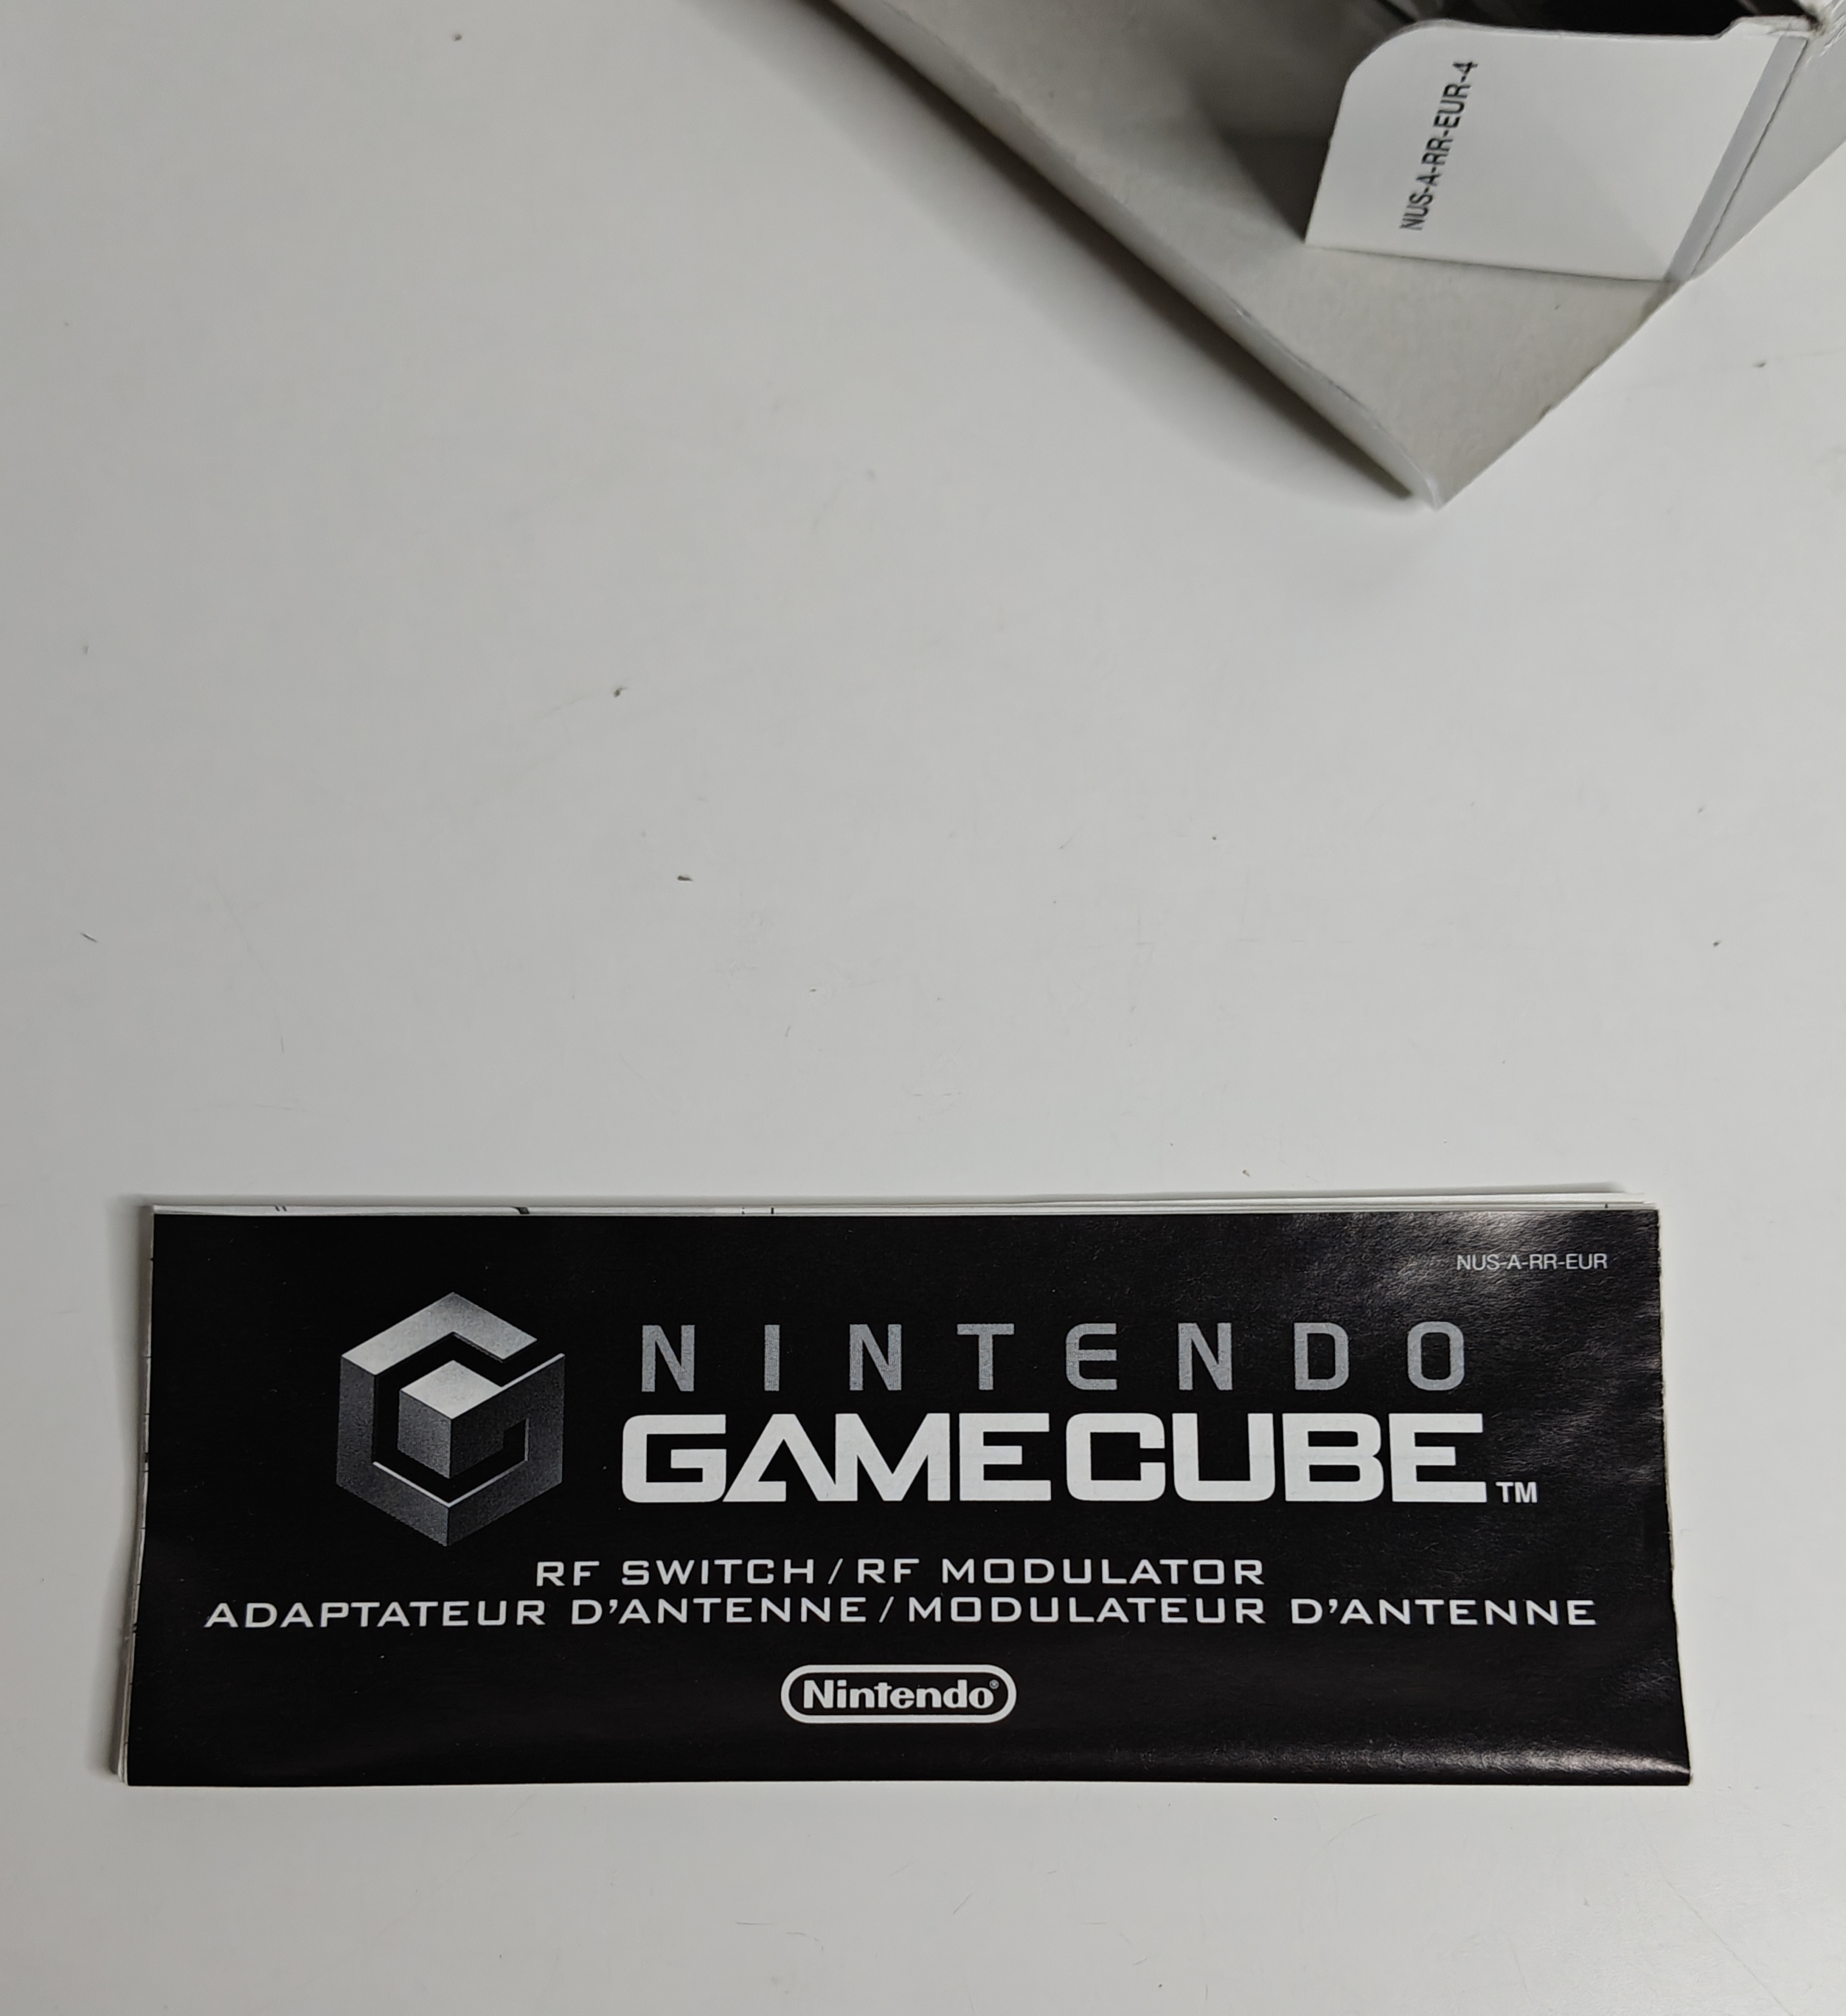 NUS-A-RR-EUR-4
NUS-A-RR-EUR
NINTENDO
GAMECUBE™
RF SWITCH/RF MODULATOR
ADAPTATEUR D'ANTENNE/MODULATEUR D'ANTENNE
Nintendo®